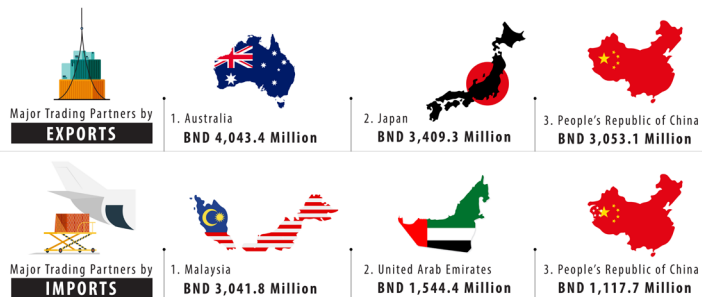 Major Trading Partners by
EXPORTS
1. Australia
BND 4,043.4 Million
2. Japan
BND 3,409.3 Million
3. People's Republic of China
BND 3,053.1 Million
Major Trading Partners by
IMPORTS
1. Malaysia
BND 3,041.8 Million
2. United Arab Emirates
BND 1,544.4 Million
3. People's Republic of China
BND 1,117.7 Million